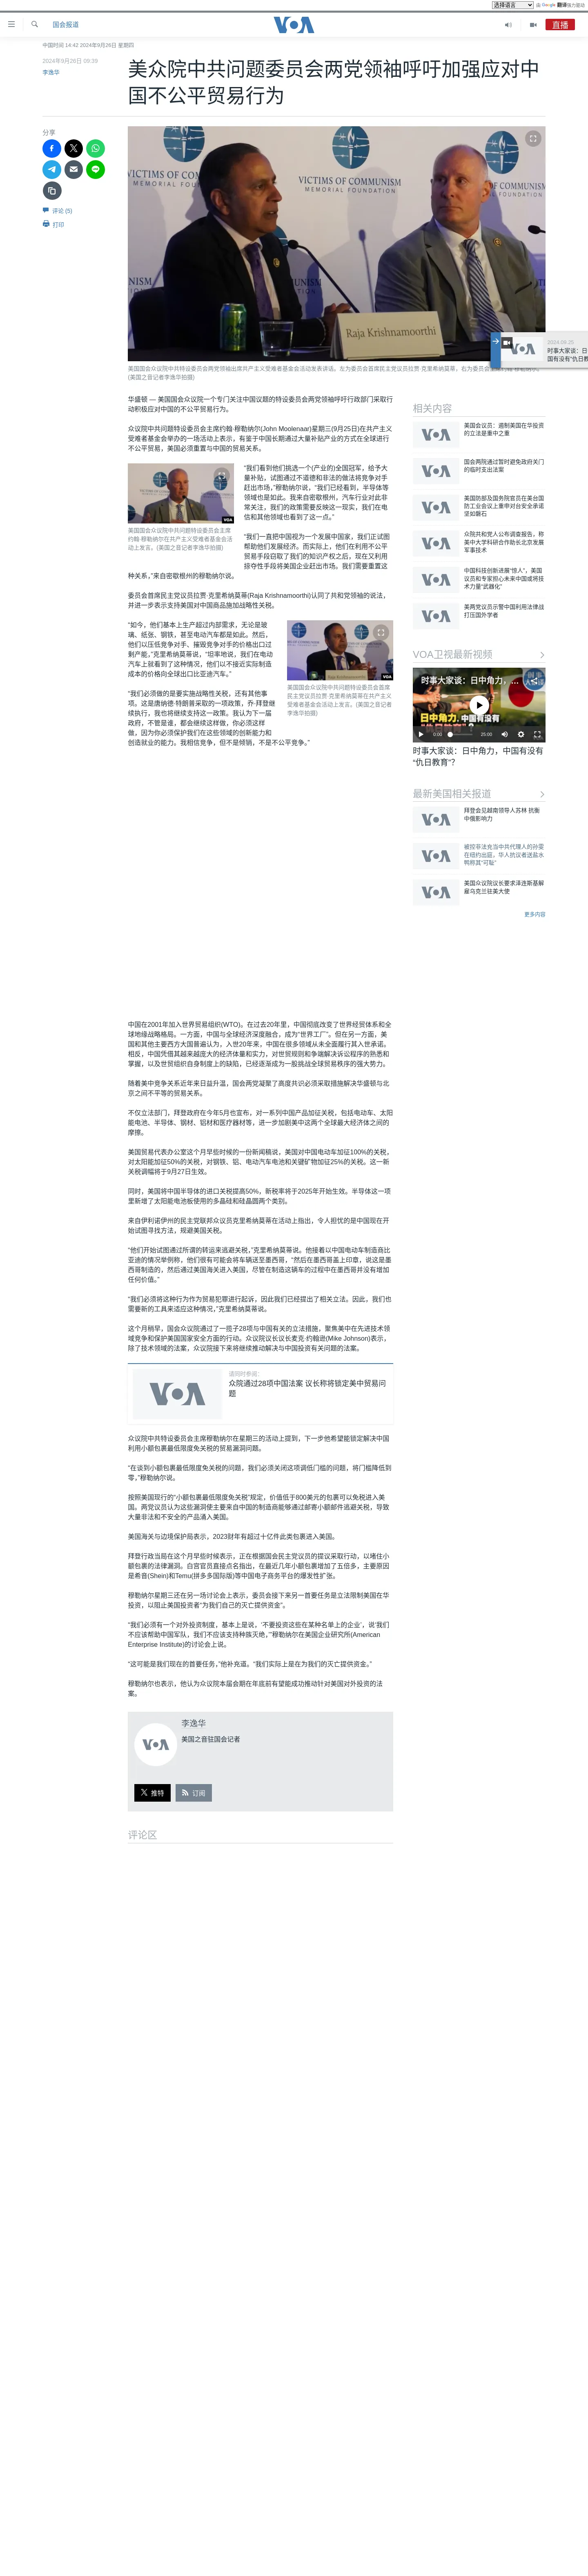 选择语言 由 Google 翻译强力驱动
国会报道
VOA
直播
中国时间 14:42 2024年9月26日 星期四
2024年9月26日 09:39
李逸华
美众院中共问题委员会两党领袖呼吁加强应对中
国不公平贸易行为
分享
评论 (5)
打印
VICTIMS OF COMMUNISM
MEMORIAL FOUNDATION
Raja Krishnamoorthi
美国国会众议院中共特设委员会两党领袖出席共产主义受难者基金会活动发表讲话。左为委员会首席民主党议员拉贾·克里希纳莫蒂，右为委员会主席约翰·穆勒纳尔。
(美国之音记者李逸华拍摄)
2024.09.25
时事大家谈：日
国有没有“仇日教
华盛顿 — 美国国会众议院一个专门关注中国议题的特设委员会两党领袖呼吁行政部门采取行
动积极应对中国的不公平贸易行为。
众议院中共问题特设委员会主席约翰·穆勒纳尔(John Moolenaar)星期三(9月25日)在共产主义
受难者基金会举办的一场活动上表示，有鉴于中国长期通过大量补贴产业的方式在全球进行
不公平贸易，美国必须重置与中国的贸易关系。
“我们看到他们挑选一个(产业的)全国冠军，给予大
量补贴，试图通过不道德和非法的做法将竞争对手
赶出市场，”穆勒纳尔说，“我们已经看到，半导体等
领域也是如此。我来自密歇根州，汽车行业对此非
常关注，我们的政策需要反映这一现实，我们在电
信和其他领域也看到了这一点。”
美国国会众议院中共问题特设委员会主席
约翰·穆勒纳尔在共产主义受难者基金会活
动上发言。(美国之音记者李逸华拍摄)
“我们一直把中国视为一个发展中国家，我们正试图
帮助他们发展经济。而实际上，他们在利用不公平
贸易手段窃取了我们的知识产权之后，现在又利用
掠夺性手段将美国企业赶出市场。我们需要重置这
种关系，”来自密歇根州的穆勒纳尔说。
委员会首席民主党议员拉贾·克里希纳莫蒂(Raja Krishnamoorthi)认同了共和党领袖的说法，
并进一步表示支持美国对中国商品施加战略性关税。
“如今，他们基本上生产超过内部需求，无论是玻
璃、纸张、钢铁，甚至电动汽车都是如此。然后，
他们以压低竞争对手、摧毁竞争对手的价格出口过
剩产能，”克里希纳莫蒂说，“坦率地说，我们在电动
汽车上就看到了这种情况，他们以不接近实际制造
成本的价格向全球出口比亚迪汽车。”
美国国会众议院中共问题特设委员会首席
民主党议员拉贾·克里希纳莫蒂在共产主义
受难者基金会活动上发言。(美国之音记者
李逸华拍摄)
“我们必须做的是要实施战略性关税，还有其他事
项。这是唐纳德·特朗普采取的一项政策，乔·拜登继
续执行，我也将继续支持这一政策。我认为下一届
政府，不管是谁，都会继续这样做，你必须这样
做，因为你必须保护我们在这些领域的创新能力和
创造就业的能力。我相信竞争，但不是倾销，不是不公平竞争。”
中国在2001年加入世界贸易组织(WTO)。在过去20年里，中国彻底改变了世界经贸体系和全
球地缘战略格局。一方面，中国与全球经济深度融合，成为“世界工厂”。但在另一方面，美
国和其他主要西方大国普遍认为，入世20年来，中国在很多领域从未全面履行其入世承诺。
相反，中国凭借其越来越庞大的经济体量和实力，对世贸规则和争端解决诉讼程序的熟悉和
掌握，以及世贸组织自身制度上的缺陷，已经逐渐成为一股挑战全球贸易秩序的强大势力。
随着美中竞争关系近年来日益升温，国会两党凝聚了高度共识必须采取措施解决华盛顿与北
京之间不平等的贸易关系。
不仅立法部门，拜登政府在今年5月也宣布，对一系列中国产品加征关税，包括电动车、太阳
能电池、半导体、钢材、铝材和医疗器材等，进一步加剧美中这两个全球最大经济体之间的
摩擦。
美国贸易代表办公室这个月早些时候的一份新闻稿说，美国对中国电动车加征100%的关税，
对太阳能加征50%的关税，对钢铁、铝、电动汽车电池和关键矿物加征25%的关税。这一新
关税调幅将于9月27日生效。
同时，美国将中国半导体的进口关税提高50%，新税率将于2025年开始生效。半导体这一项
里新增了太阳能电池板使用的多晶硅和硅晶圆两个类别。
来自伊利诺伊州的民主党联邦众议员克里希纳莫蒂在活动上指出，令人担忧的是中国现在开
始试图寻找方法，规避美国关税。
“他们开始试图通过所谓的转运来逃避关税，”克里希纳莫蒂说。他接着以中国电动车制造商比
亚迪的情况举例称，他们很有可能会将车辆送至墨西哥，“然后在墨西哥盖上印章，说这是墨
西哥制造的，然后通过美国海关进入美国，尽管在制造这辆车的过程中在墨西哥并没有增加
任何价值。”
“我们必须将这种行为作为贸易犯罪进行起诉，因此我们已经提出了相关立法。因此，我们也
需要新的工具来适应这种情况，”克里希纳莫蒂说。
这个月稍早，国会众议院通过了一揽子28项与中国有关的立法措施，聚焦美中在先进技术领
域竞争和保护美国国家安全方面的行动。众议院议长议长麦克·约翰逊(Mike Johnson)表示，
除了技术领域的法案，众议院接下来将继续推动解决与中国投资有关问题的法案。
VOA
请同时参阅：
众院通过28项中国法案 议长称将锁定美中贸易问
题
众议院中共特设委员会主席穆勒纳尔在星期三的活动上提到，下一步他希望能锁定解决中国
利用小额包裹最低限度免关税的贸易漏洞问题。
“在谈到小额包裹最低限度免关税的问题，我们必须关闭这项调低门槛的问题，将门槛降低到
零，”穆勒纳尔说。
按照美国现行的“小额包裹最低限度免关税”规定，价值低于800美元的包裹可以免税进入美
国。两党议员认为这些漏洞使主要来自中国的制造商能够通过邮寄小额邮件逃避关税，导致
大量非法和不安全的产品涌入美国。
美国海关与边境保护局表示，2023财年有超过十亿件此类包裹进入美国。
拜登行政当局在这个月早些时候表示，正在根据国会民主党议员的提议采取行动，以堵住小
额包裹的法律漏洞。白宫官员直接点名指出，在最近几年小额包裹增加了五倍多，主要原因
是希音(Shein)和Temu(拼多多国际版)等中国电子商务平台的爆发性扩张。
穆勒纳尔星期三还在另一场讨论会上表示，委员会接下来另一首要任务是立法限制美国在华
投资，以阻止美国投资者“为我们自己的灭亡提供资金”。
“我们必须有一个对外投资制度，基本上是说，‘不要投资这些在某种名单上的企业’，说‘我们
不应该帮助中国军队，我们不应该支持种族灭绝，’”穆勒纳尔在美国企业研究所(American
Enterprise Institute)的讨论会上说。
“这可能是我们现在的首要任务，”他补充道。“我们实际上是在为我们的灭亡提供资金。”
穆勒纳尔也表示，他认为众议院本届会期在年底前有望能成功推动针对美国对外投资的法
案。
VOA
李逸华
美国之音驻国会记者
推特
订阅
评论区
相关内容
美国会议员：遏制美国在华投资
的立法是重中之重
国会两院通过暂时避免政府关门
的临时支出法案
美国防部及国务院官员在美台国
防工业会议上重申对台安全承诺
坚如磐石
众院共和党人公布调查报告，称
美中大学科研合作助长北京发展
军事技术
中国科技创新进展“惊人”，美国
议员和专家担心未来中国或将技
术力量“武器化”
美两党议员示警中国利用法律战
打压国外学者
VOA卫视最新视频
时事大家谈：日中角力，...
日中角力,中国有没有
0:00
25:00
时事大家谈：日中角力，中国有没有
“仇日教育”？
最新美国相关报道
拜登会见越南领导人苏林 抗衡
中俄影响力
被控非法充当中共代理人的孙雯
在纽约出庭，华人抗议者送盐水
鸭称其“可耻”
美国众议院议长要求泽连斯基解
雇乌克兰驻美大使
更多内容